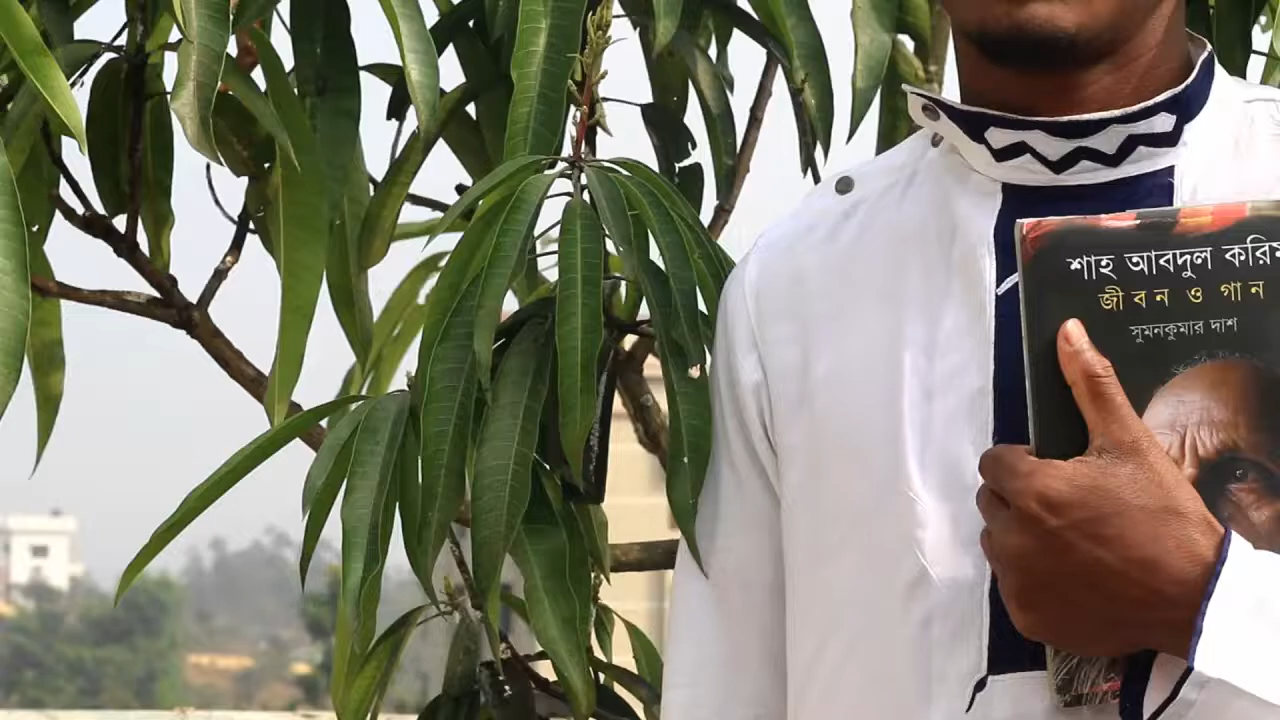 শাহ আবদুল করিম
জীবন ও গান
সুমনকুমার দাশ